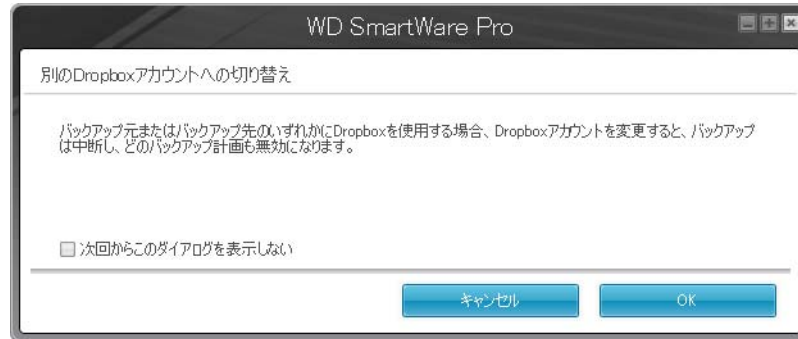 WD SmartWare Pro
別のDropboxアカウントへの切り替え
バックアップ元またはバックアップ先のいずれかにDropboxを使用する場合、Dropboxアカウントを変更すると、バックアップ
は中断し、どのバックアップ計画も無効になります。
次回からこのダイアログを表示しない
キャンセル
OK